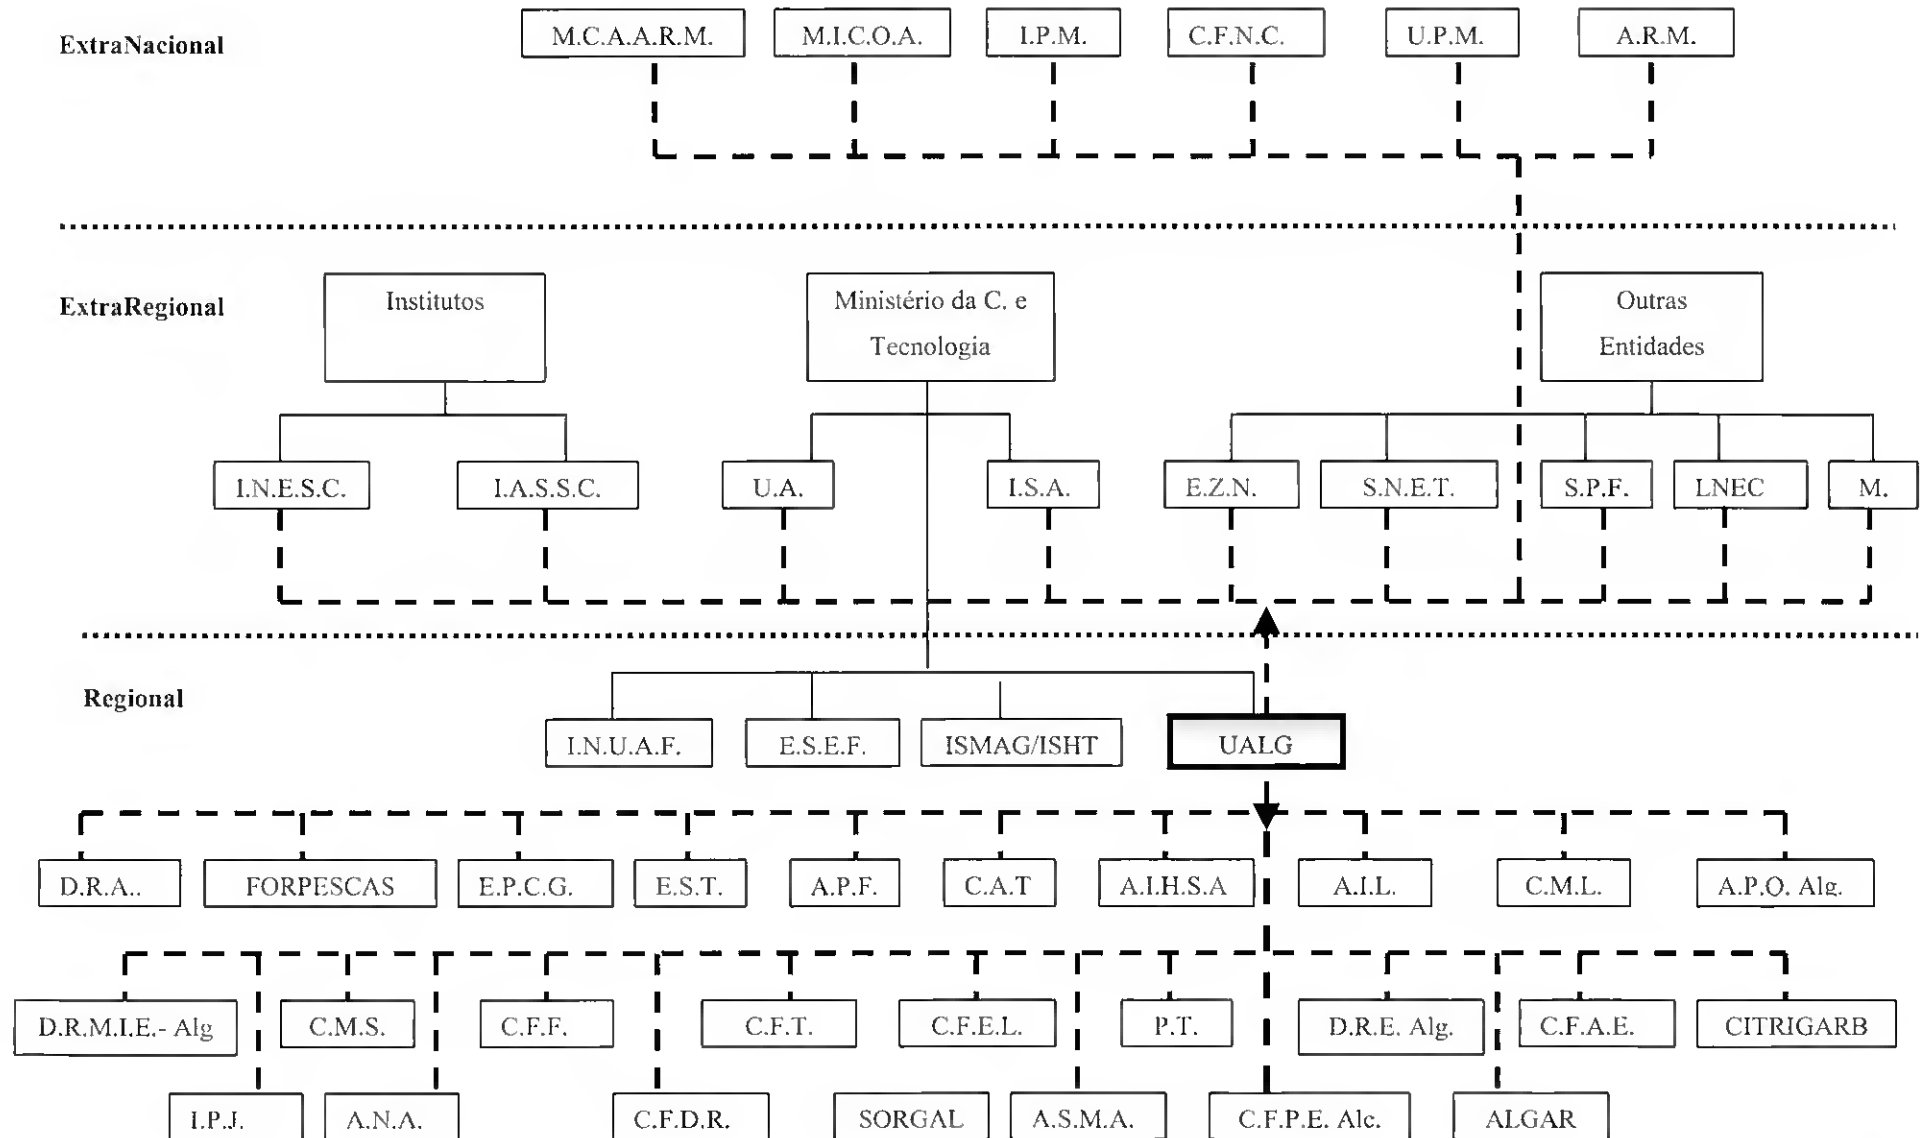 ExtraNacional
M.C.A.A.R.M.
M.I.C.O.A.
I.P.M.
C.F.N.C.
U.P.M.
A.R.M.
ExtraRegional
Institutos
Ministério da C. e
Tecnologia
Outras
Entidades
I.N.E.S.C.
I.A.S.S.C.
U.A.
I.S.A.
E.Z.N.
S.N.E.T.
S.P.F.
LNEC
M.
Regional
I.N.U.A.F.
E.S.E.F.
ISMAG/ISHT
UALG
D.R.A..
FORPESCAS
E.P.C.G.
E.S.T.
A.P.F.
C.A.T
A.I.H.S.A
A.I.L.
C.M.L.
A.P.O. Alg.
D.R.M.I.E.- Alg
C.M.S.
C.F.F.
C.F.T.
C.F.E.L.
P.T.
D.R.E. Alg.
C.F.A.E.
CITRIGARB
I.P.J.
A.N.A.
C.F.D.R.
SORGAL
A.S.M.A.
C.F.P.E. Alc.
ALGAR